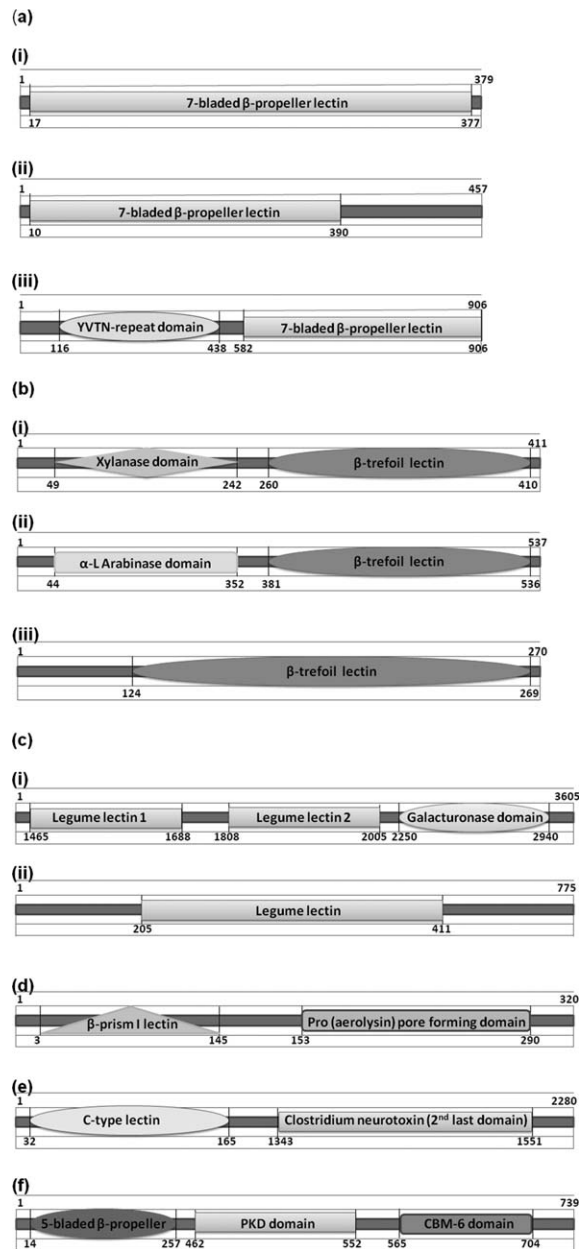 (a)
(i)
1 379
7-bladed β-propeller lectin
17 377
(ii)
1 457
7-bladed β-propeller lectin
10 390
(iii)
1 906
YVTN-repeat domain 7-bladed β-propeller lectin
116 438 582 906
(b)
(i)
1 411
Xylanase domain β-trefoil lectin
49 242 260 410
(ii)
1 537
α-L Arabinase domain β-trefoil lectin
44 352 381 536
(iii)
1 270
β-trefoil lectin
124 269
(c)
(i)
1 3605
Legume lectin 1 Legume lectin 2 Galacturonase domain
1465 1688 1808 2005 2250 2940
(ii)
1 775
Legume lectin
205 411
(d)
1 320
β-prism I lectin Pro (aerolysin) pore forming domain
3 145 153 290
(e)
1 2280
C-type lectin Clostridium neurotoxin (2nd last domain)
32 165 1343 1551
(f)
1 739
5-bladed β-propeller PKD domain CBM-6 domain
14 257 462 552 565 704